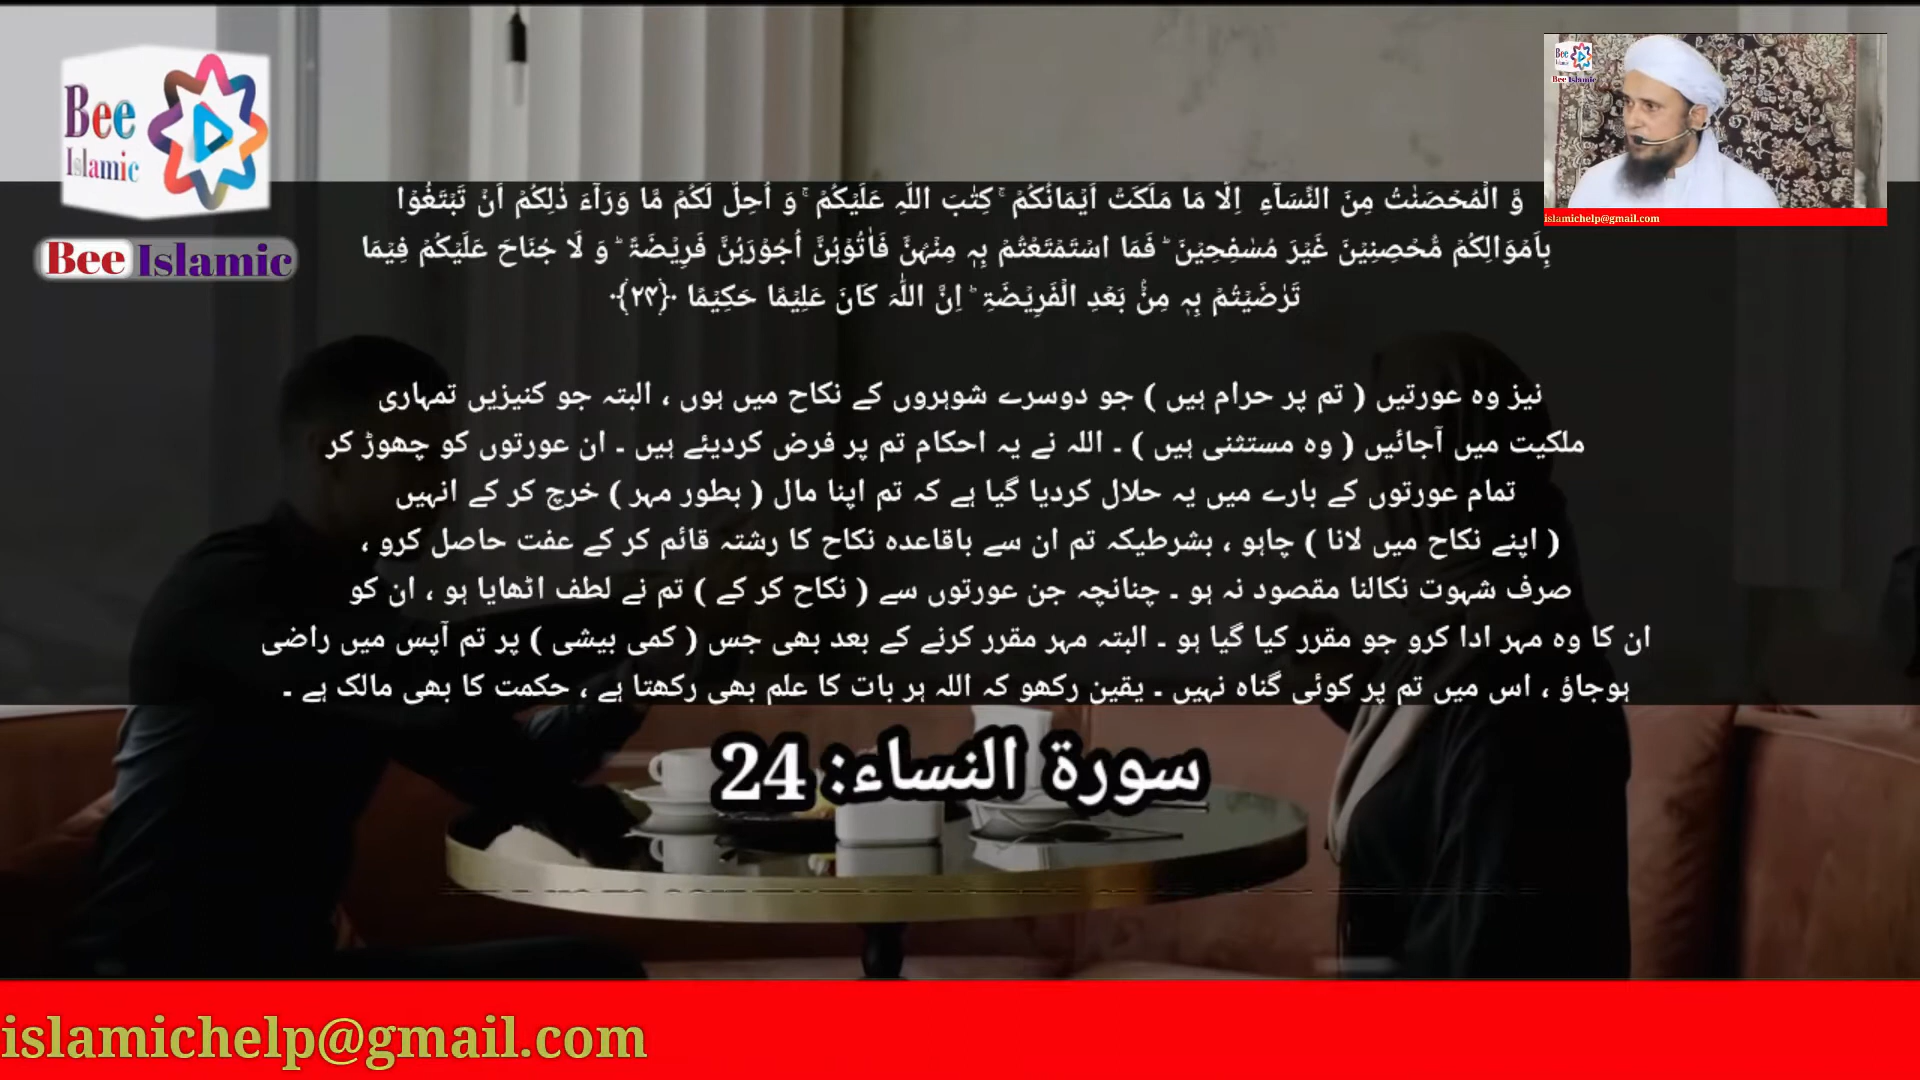 Bee
Islamic
Bee Islamic
Bee
Islamic
Bee Islamic
islamichelp@gmail.com
وَّ الۡمُحۡصَنٰتُ مِنَ النِّسَآءِ اِلَّا مَا مَلَکَتۡ اَیۡمَانُکُمۡ ۚ کِتٰبَ اللّٰہِ عَلَیۡکُمۡ ۚ وَ اُحِلَّ لَکُمۡ مَّا وَرَآءَ ذٰلِکُمۡ اَنۡ تَبۡتَغُوۡا
بِاَمۡوَالِکُمۡ مُّحۡصِنِیۡنَ غَیۡرَ مُسٰفِحِیۡنَ ؕ فَمَا اسۡتَمۡتَعۡتُمۡ بِہٖ مِنۡہُنَّ فَاٰتُوۡہُنَّ اُجُوۡرَہُنَّ فَرِیۡضَۃً ؕ وَ لَا جُنَاحَ عَلَیۡکُمۡ فِیۡمَا
تَرٰضَیۡتُمۡ بِہٖ مِنۡۢ بَعۡدِ الۡفَرِیۡضَۃِ ؕ اِنَّ اللّٰہَ کَانَ عَلِیۡمًا حَکِیۡمًا ﴿۲۴﴾
نیز وہ عورتیں ( تم پر حرام ہیں ) جو دوسرے شوہروں کے نکاح میں ہوں ، البتہ جو کنیزیں تمہاری
ملکیت میں آجائیں ( وہ مستثنی ہیں ) ۔ اللہ نے یہ احکام تم پر فرض کردیئے ہیں ۔ ان عورتوں کو چھوڑ کر
تمام عورتوں کے بارے میں یہ حلال کردیا گیا ہے کہ تم اپنا مال ( بطور مہر ) خرچ کر کے انہیں
( اپنے نکاح میں لانا ) چاہو ، بشرطیکہ تم ان سے باقاعدہ نکاح کا رشتہ قائم کر کے عفت حاصل کرو ،
صرف شہوت نکالنا مقصود نہ ہو ۔ چنانچہ جن عورتوں سے ( نکاح کر کے ) تم نے لطف اٹھایا ہو ، ان کو
ان کا وہ مہر ادا کرو جو مقرر کیا گیا ہو ۔ البتہ مہر مقرر کرنے کے بعد بھی جس ( کمی بیشی ) پر تم آپس میں راضی
ہوجاؤ ، اس میں تم پر کوئی گناہ نہیں ۔ یقین رکھو کہ اللہ ہر بات کا علم بھی رکھتا ہے ، حکمت کا بھی مالک ہے ۔
سورة النساء: 24
islamichelp@gmail.com